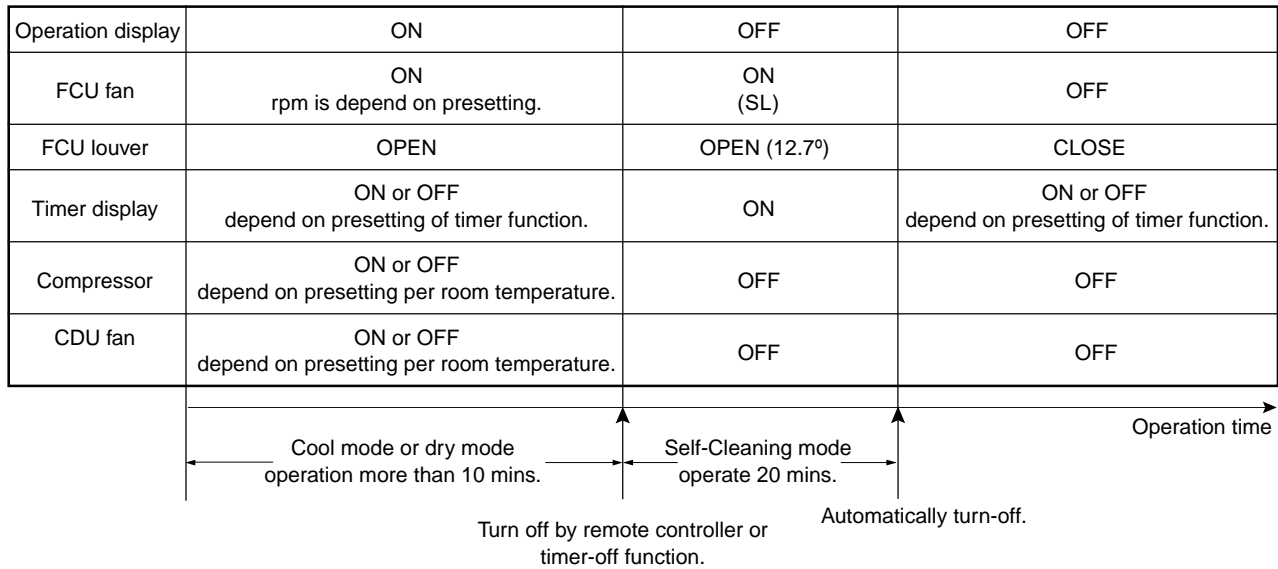 Operation display ON OFF OFF
FCU fan
ON
rpm is depend on presetting.
ON
(SL)
OFF
FCU louver OPEN OPEN (12.7º) CLOSE
Timer display
ON or OFF
depend on presetting of timer function.
ON
ON or OFF
depend on presetting of timer function.
Compressor
ON or OFF
depend on presetting per room temperature.
OFF
OFF
CDU fan
ON or OFF
depend on presetting per room temperature.
OFF
OFF
Operation time
Cool mode or dry mode
operation more than 10 mins.
Self-Cleaning mode
operate 20 mins.
Turn off by remote controller or
timer-off function.
Automatically turn-off.